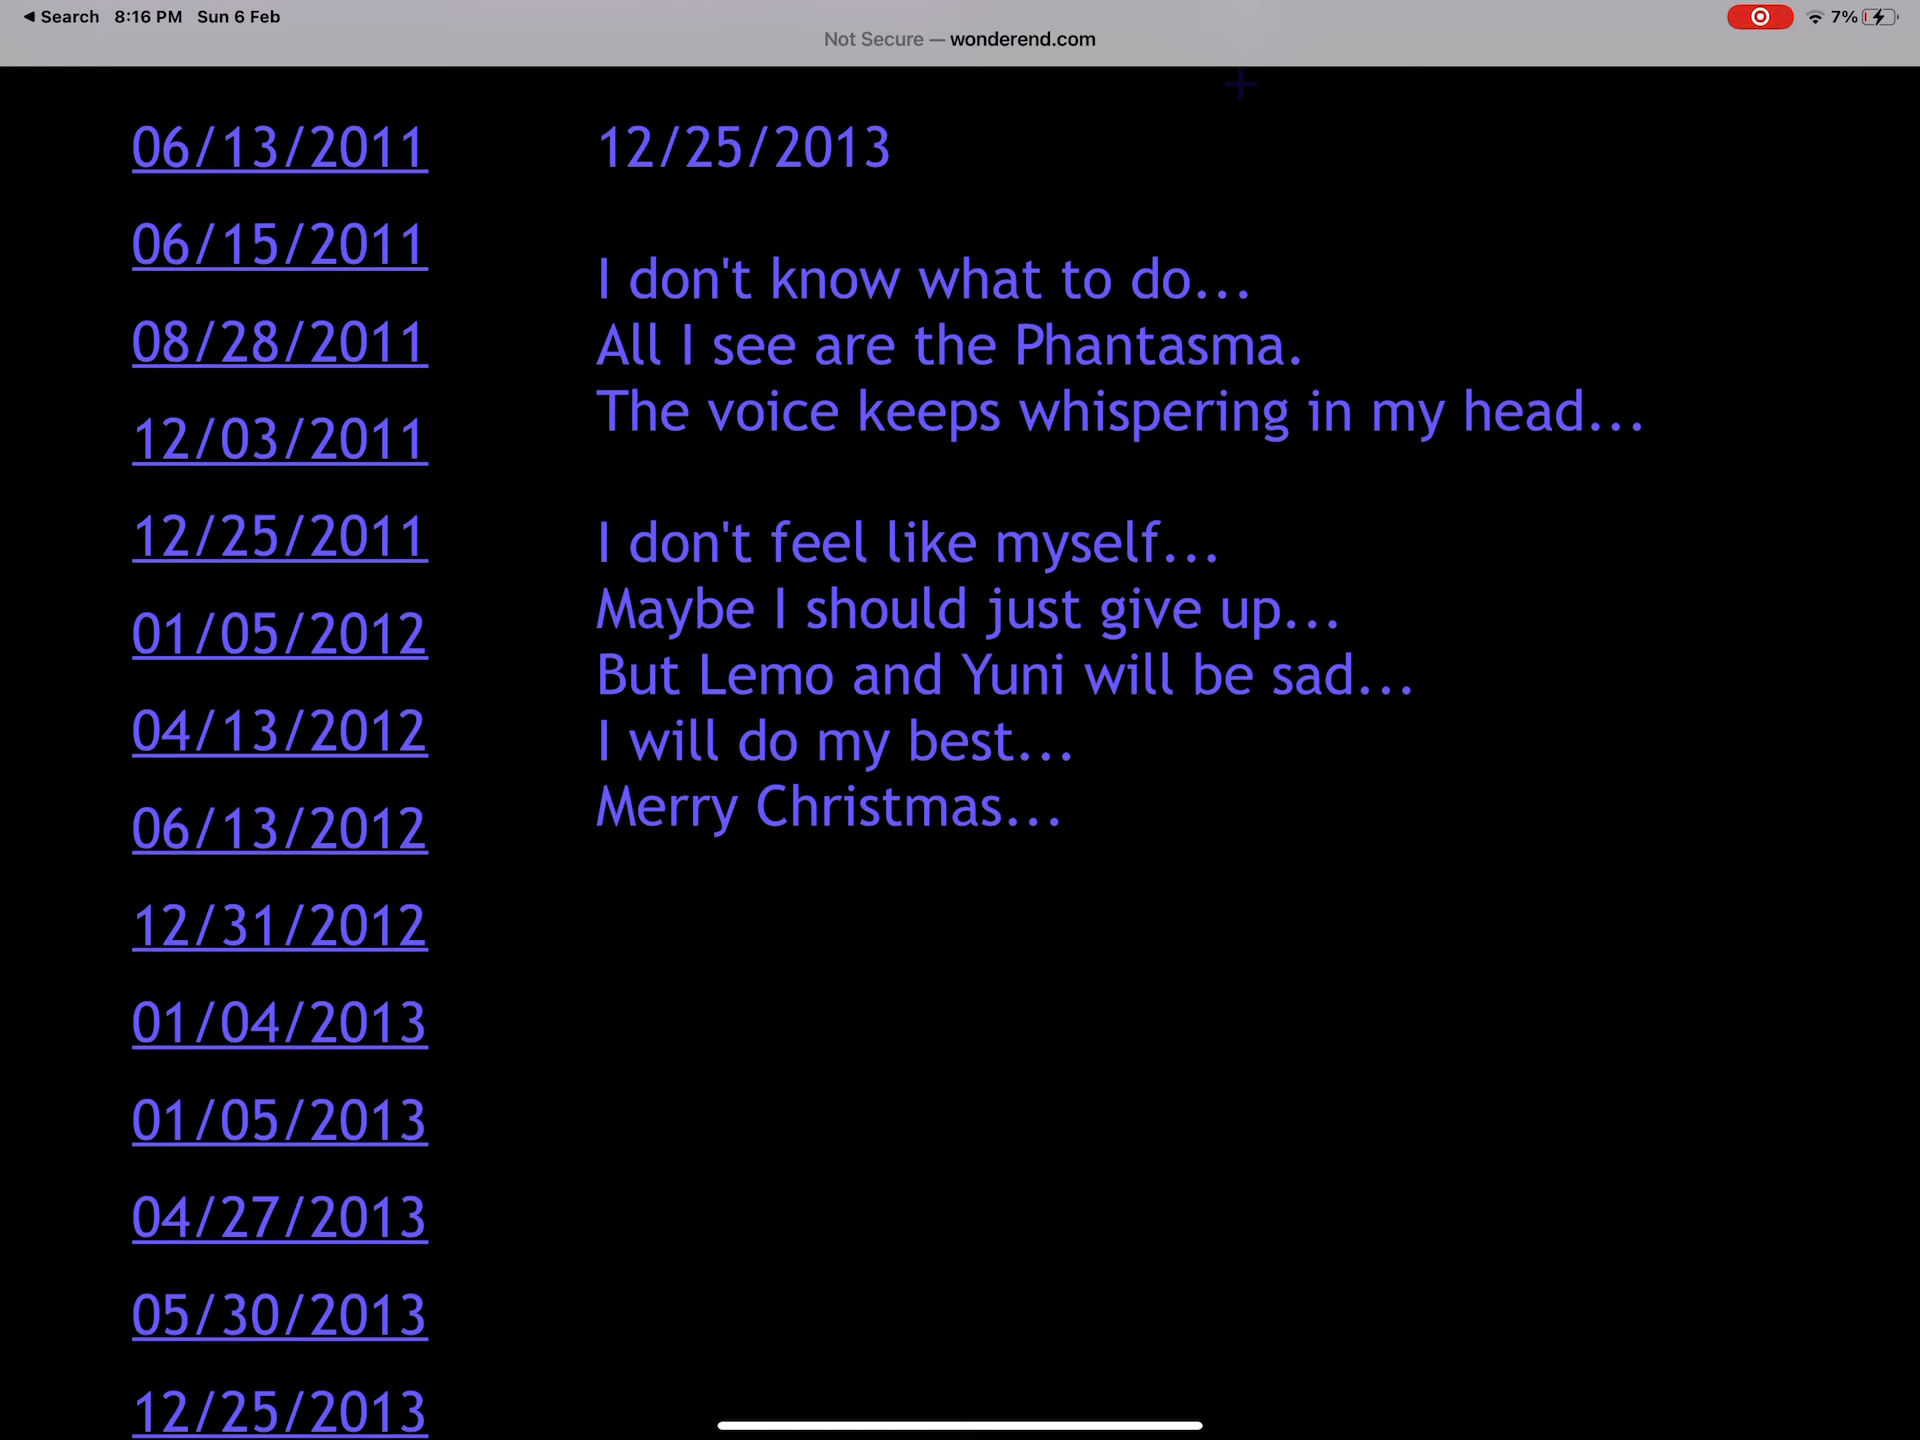 ◀ Search 8:16 PM Sun 6 Feb 7%
Not Secure — wonderend.com
06/13/2011
06/15/2011
08/28/2011
12/03/2011
12/25/2011
01/05/2012
04/13/2012
06/13/2012
12/31/2012
01/04/2013
01/05/2013
04/27/2013
05/30/2013
12/25/2013
12/25/2013
I don't know what to do...
All I see are the Phantasma.
The voice keeps whispering in my head...
I don't feel like myself...
Maybe I should just give up...
But Lemo and Yuni will be sad...
I will do my best...
Merry Christmas...